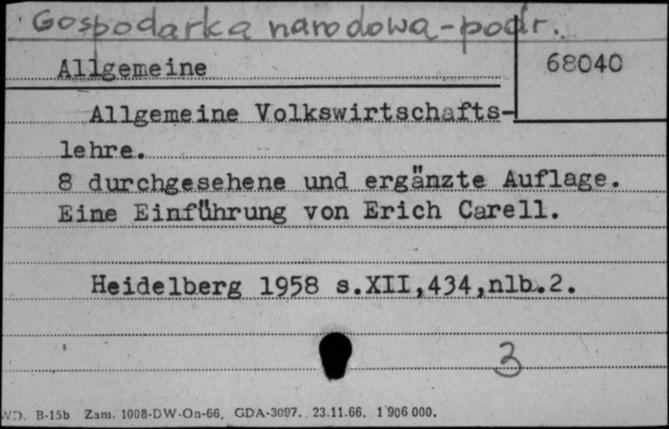 Gospodarka narodowa-podr.
Allgemeine
68040
Allgemeine Volkswirtschafts-
lehre.
8 durchgesehene und ergänzte Auflage.
Eine Einführung von Erich Carell.
Heidelberg 1958 s.XII,434,nlb.2.
3
B-15b Zam. 1008-DW-On-66. GDA-3097. 23.11.66. 1 906 000.